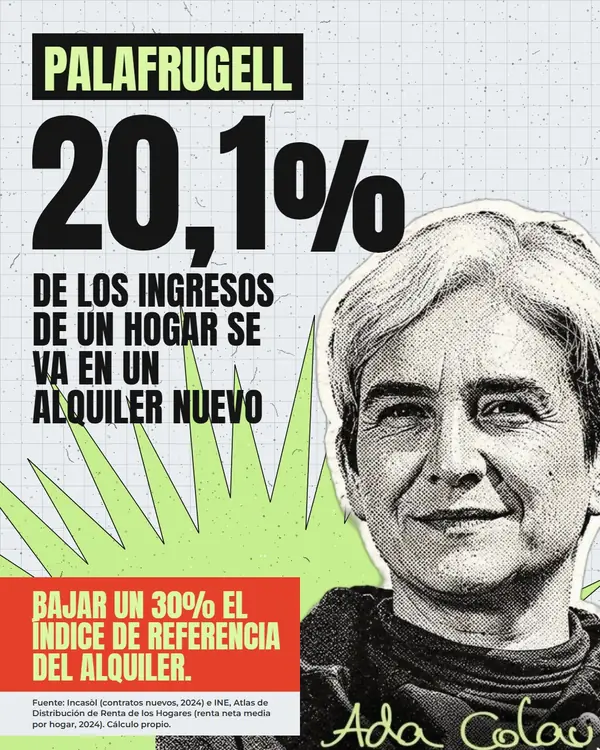 PALAFRUGELL
20,1%
DE LOS INGRESOS
DE UN HOGAR SE
VA EN UN
ALQUILER NUEVO
BAJAR UN 30% EL
ÍNDICE DE REFERENCIA
DEL ALQUILER.
Fuente: Incasòl (contratos nuevos, 2024) e INE, Atlas de
Distribución de Renta de los Hogares (renta neta media
por hogar, 2024). Cálculo propio.
Ada Colau